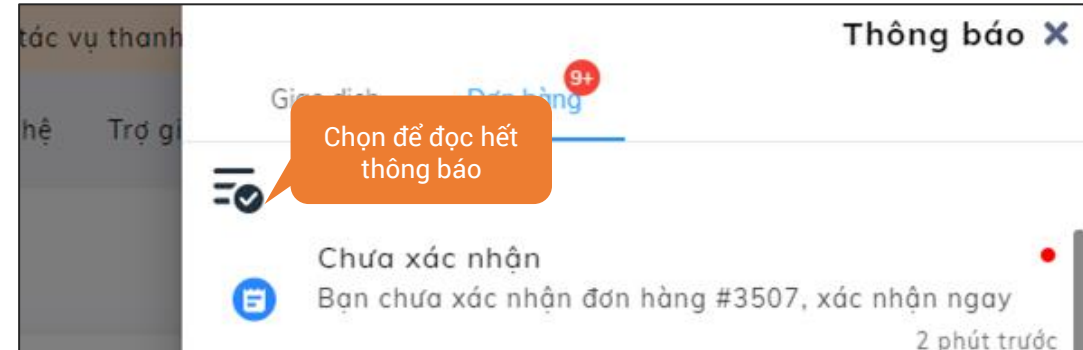 tác vụ thanh
Thông báo
9+
Chọn để đọc hết
thông báo
hệ Trợ gi
Chưa xác nhận
Bạn chưa xác nhận đơn hàng #3507, xác nhận ngay
2 phút trước